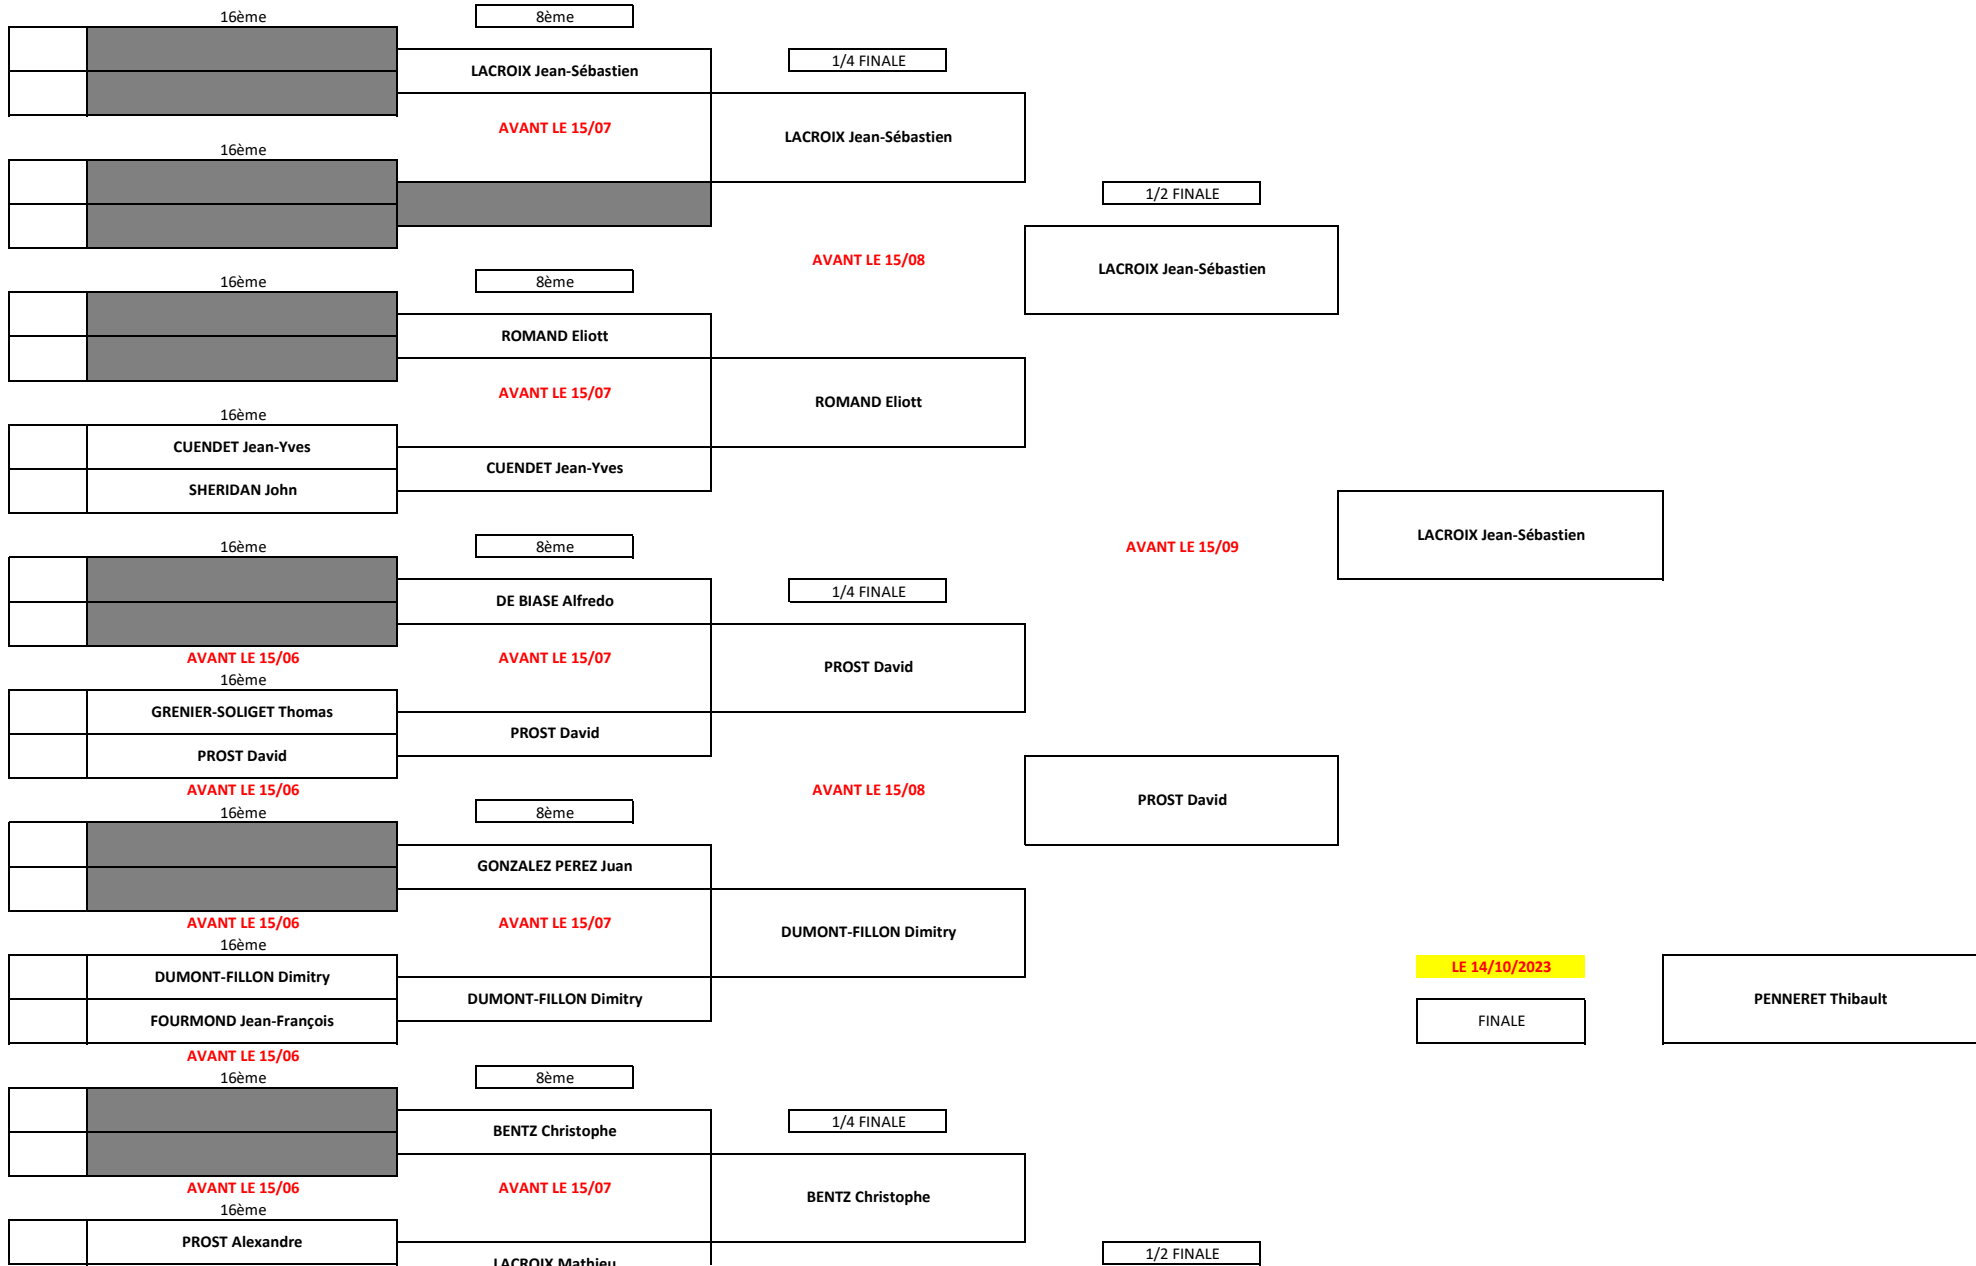 16ème
8ème
LACROIX Jean-Sébastien
1/4 FINALE
AVANT LE 15/07
LACROIX Jean-Sébastien
16ème
1/2 FINALE
AVANT LE 15/08
LACROIX Jean-Sébastien
16ème
8ème
ROMAND Eliott
AVANT LE 15/07
ROMAND Eliott
16ème
CUENDET Jean-Yves
CUENDET Jean-Yves
SHERIDAN John
LACROIX Jean-Sébastien
16ème
8ème
AVANT LE 15/09
DE BIASE Alfredo
1/4 FINALE
AVANT LE 15/06
AVANT LE 15/07
PROST David
16ème
GRENIER-SOLIGET Thomas
PROST David
PROST David
AVANT LE 15/06
AVANT LE 15/08
PROST David
16ème
8ème
GONZALEZ PEREZ Juan
AVANT LE 15/06
AVANT LE 15/07
DUMONT-FILLON Dimitry
16ème
DUMONT-FILLON Dimitry
LE 14/10/2023
DUMONT-FILLON Dimitry
PENNERET Thibault
FOURMOND Jean-François
FINALE
AVANT LE 15/06
16ème
8ème
BENTZ Christophe
1/4 FINALE
AVANT LE 15/06
AVANT LE 15/07
BENTZ Christophe
16ème
PROST Alexandre
LACROIX Mathieu
1/2 FINALE